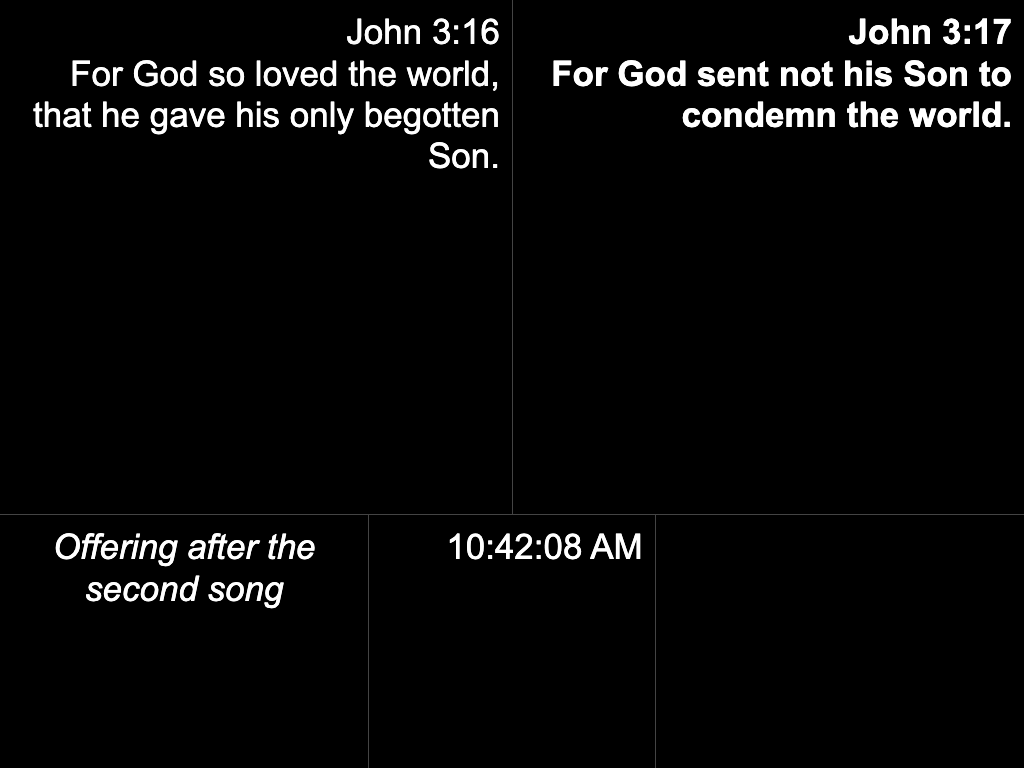 John 3:16
For God so loved the world,
that he gave his only begotten
Son.
John 3:17
For God sent not his Son to
condemn the world.
Offering after the
second song
10:42:08 AM